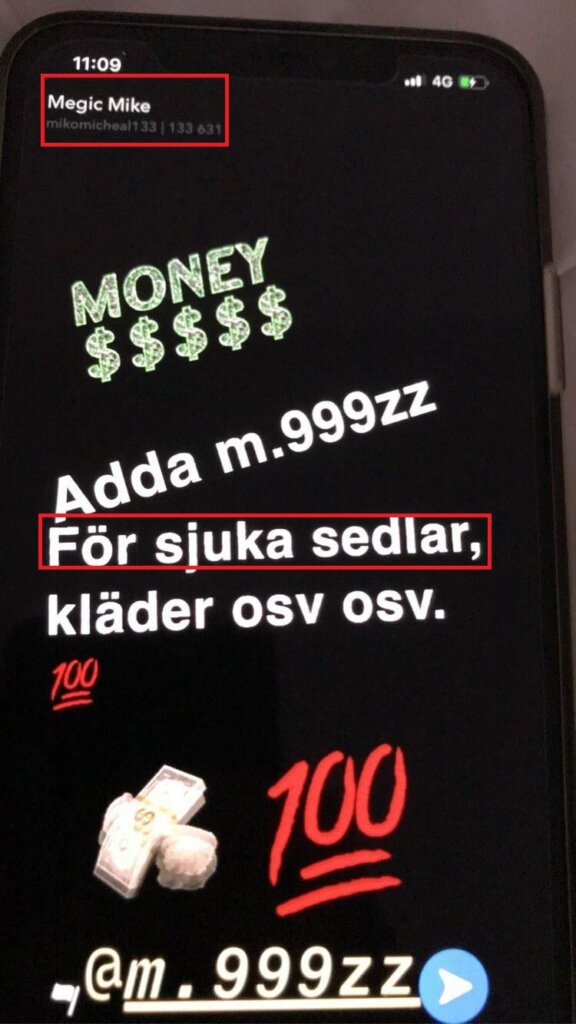 11:09
4G
Megic Mike
mikomicheal133 | 133 631
MONEY
$$$$$
Adda m.999zz
För sjuka sedlar,
kläder osv osv.
100
100
@m.999zz